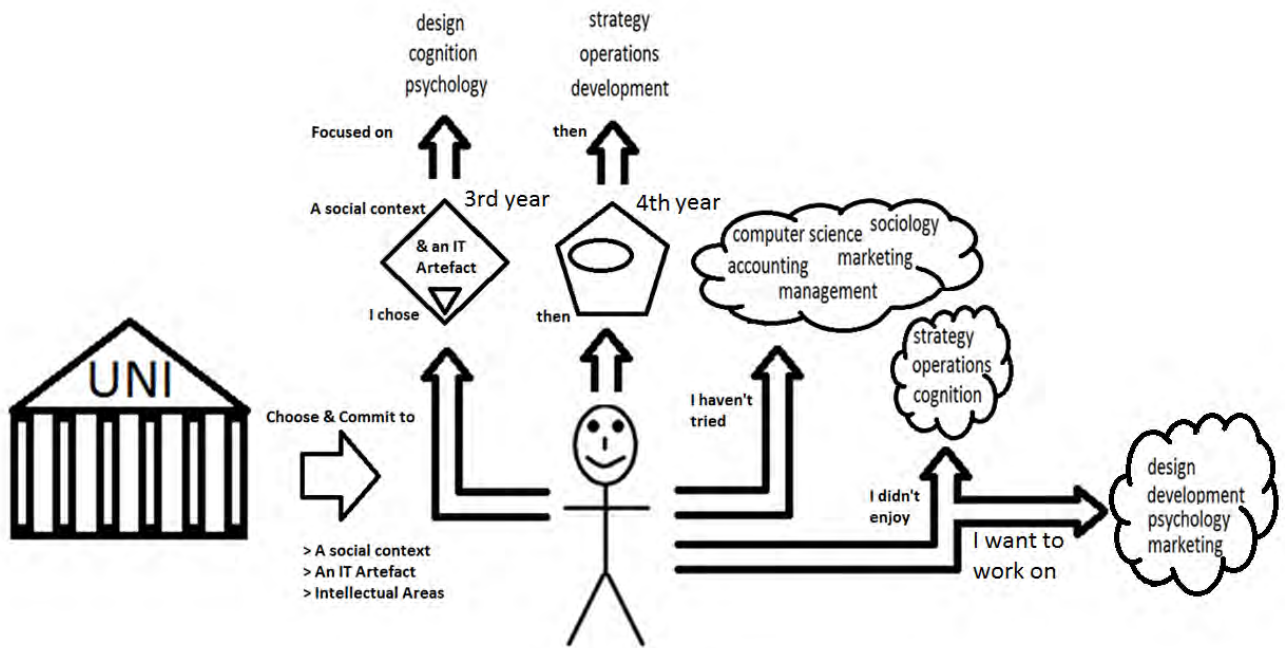 design
cognition
psychology
Focused on
A social context
3rd year
& an IT
Artefact
I chose
strategy
operations
development
then
4th year
then
computer science
sociology
accounting
marketing
management
strategy
operations
cognition
UNI
Choose & Commit to
> A social context
> An IT Artefact
> Intellectual Areas
I haven't
tried
I didn't
enjoy
I want to
work on
design
development
psychology
marketing